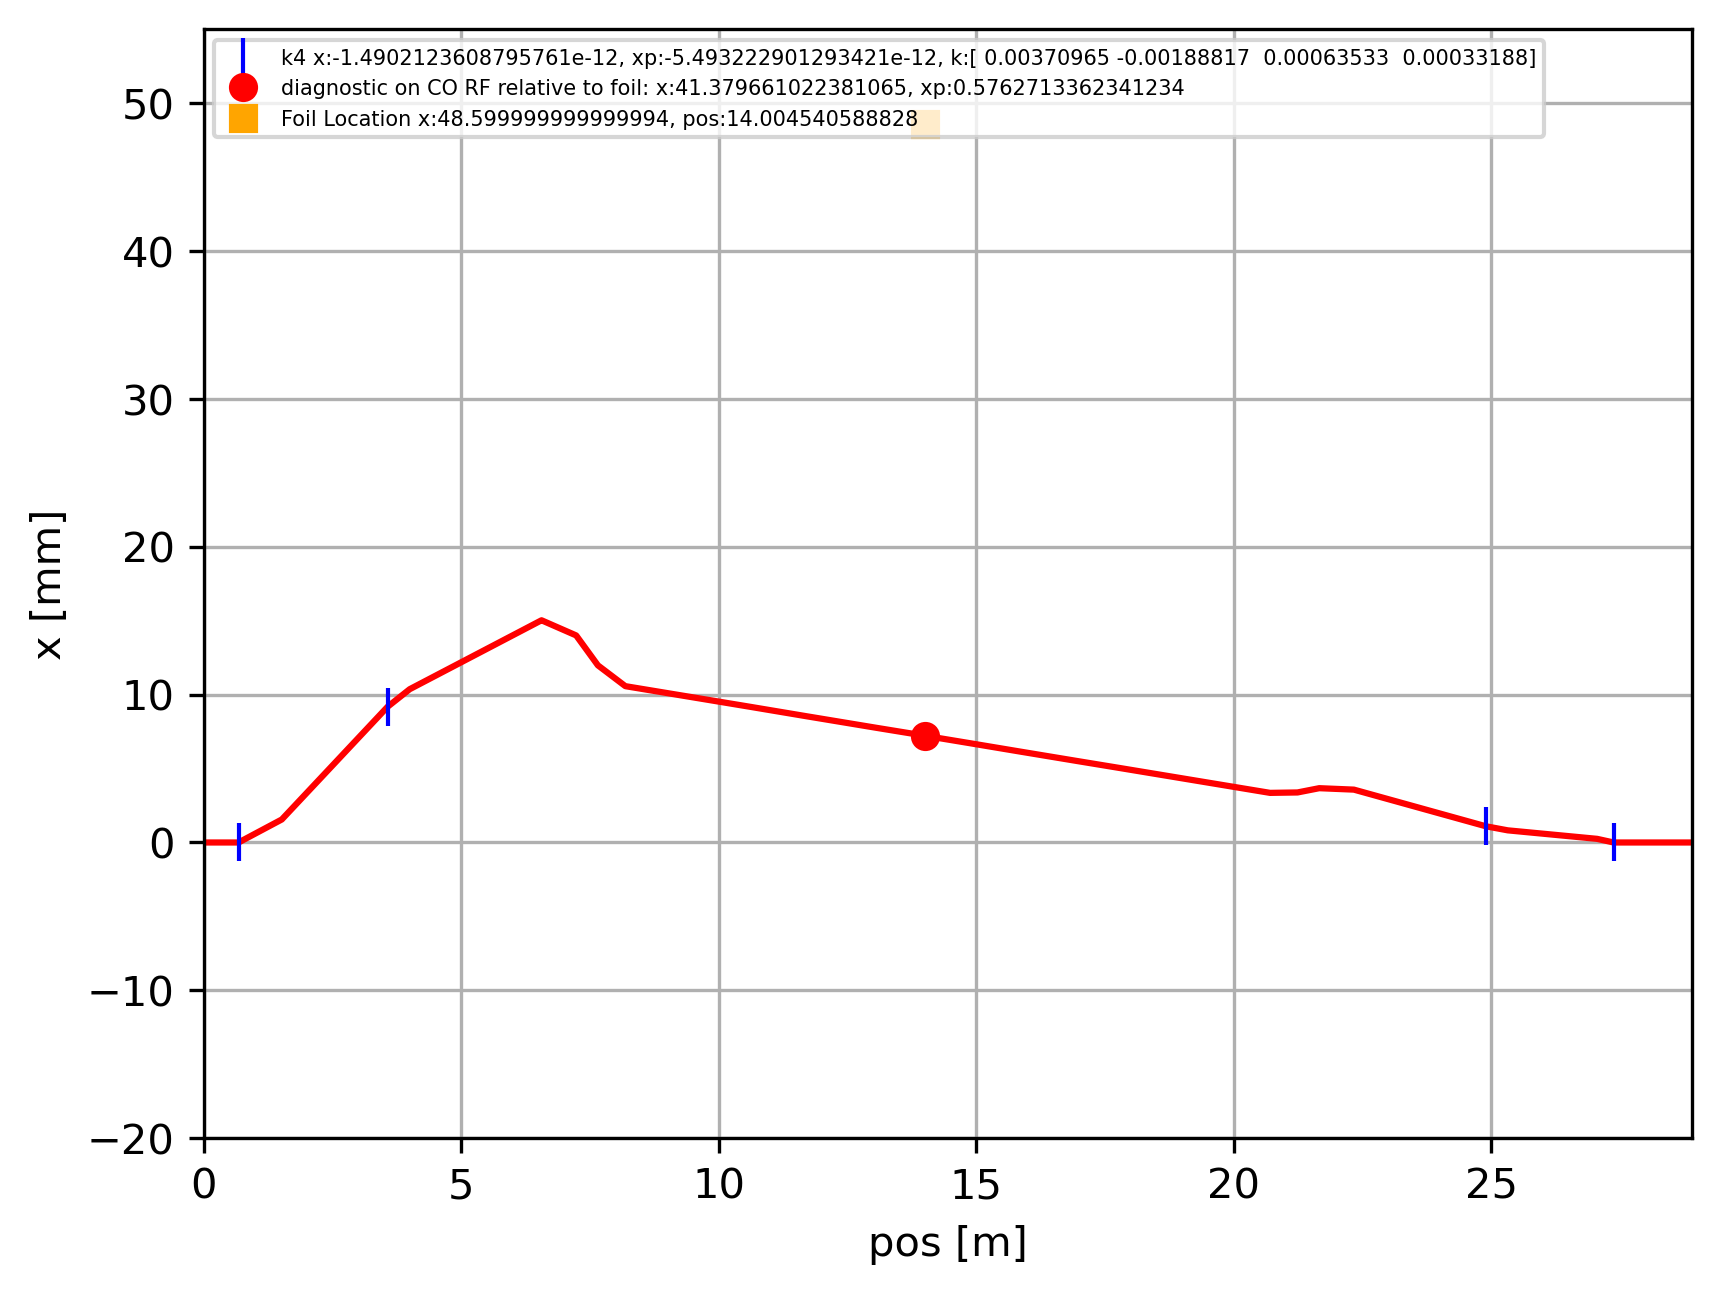 k4 x:-1.4902123608795761e-12, xp:-5.493222901293421e-12, k:[ 0.00370965 -0.00188817  0.00063533  0.00033188]
diagnostic on CO RF relative to foil: x:41.379661022381065, xp:0.5762713362341234
Foil Location x:48.599999999999994, pos:14.004540588828
50
40
30
20
10
0
−10
−20
x [mm]
0 5 10 15 20 25
pos [m]